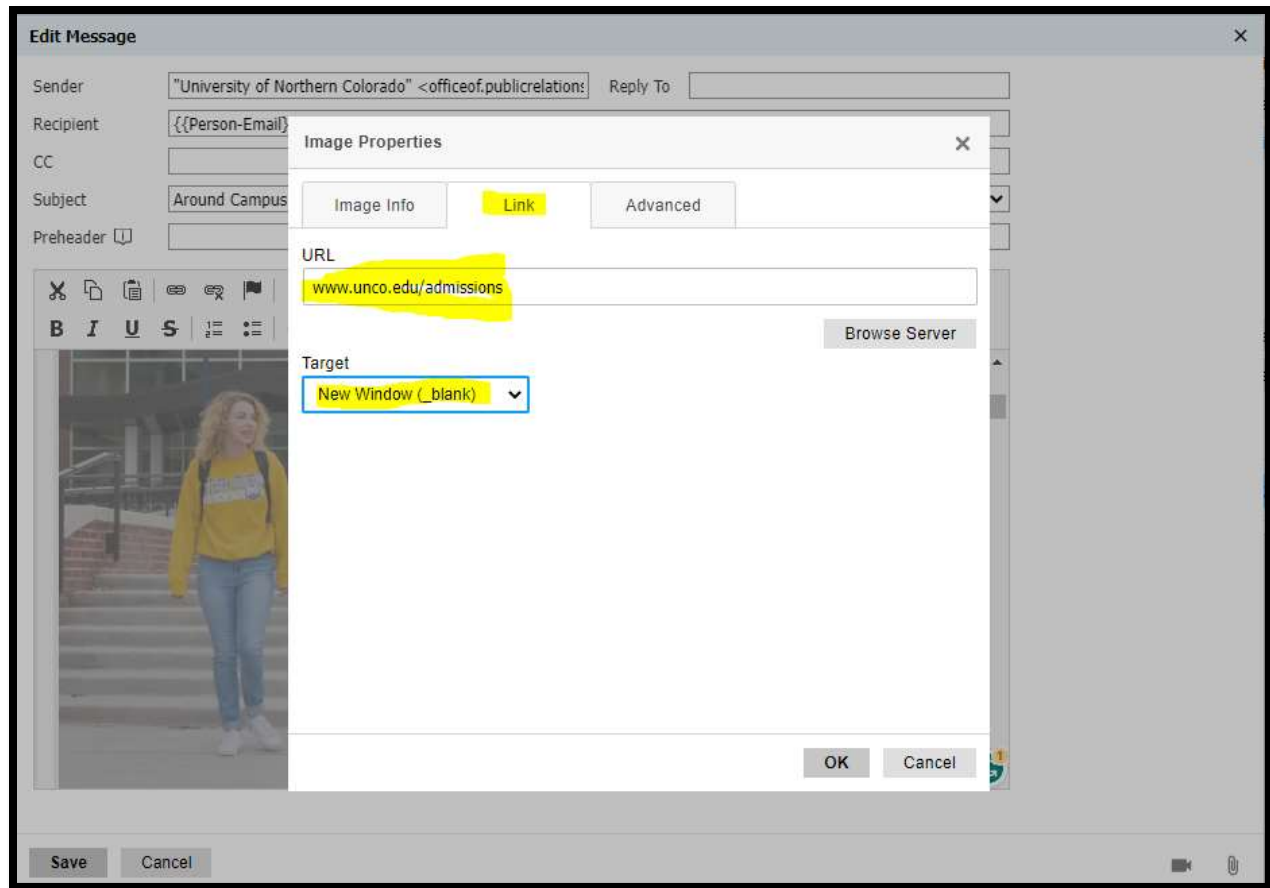 Edit Message
Sender "University of Northern Colorado" <officeof.publicrelations Reply To
Recipient {{Person-Email}
CC
Subject Around Campus
Preheader
Image Properties
Image Info Link Advanced
URL
www.unco.edu/admissions
Browse Server
Target
New Window (_blank)
B I U S
OK Cancel
1
Save Cancel